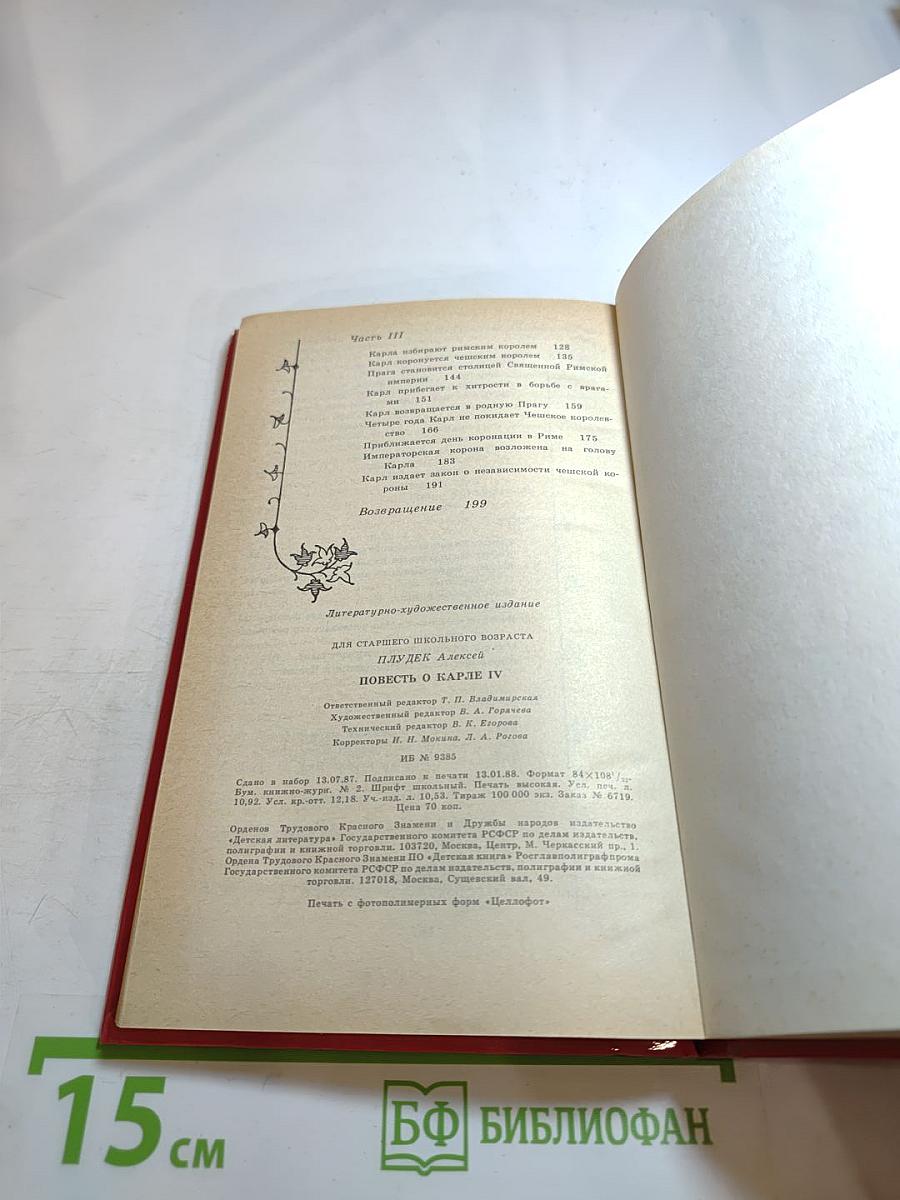 Часть III
Карла избирают римским королем 128
Карл коронуется чешским королем 135
Прага становится столицей Священной Римской
империи 144
Карл прибегает к хитрости в борьбе с врага-
ми 151
Карл возвращается в родную Прагу 159
Четыре года Карл не покидает Чешское королев-
ство 166
Приближается день коронации в Риме 175
Императорская корона возложена на голову
Карла 183
Карл издает закон о независимости чешской ко-
роны 191
Возвращение 199
Литературно-художественное издание
ДЛЯ СТАРШЕГО ШКОЛЬНОГО ВОЗРАСТА
ПЛУДЕК Алексей
ПОВЕСТЬ О КАРЛЕ IV
Ответственный редактор Т. П. Владимирская
Художественный редактор В. А. Горячева
Технический редактор В. К. Егорова
Корректоры И. Н. Мокина, Л. А. Рогова
ИБ № 9385
Сдано в набор 13.07.87. Подписано к печати 13.01.88. Формат 84×108¹/₃₂.
Бум. книжно-журн. № 2. Шрифт школьный. Печать высокая. Усл. печ. л.
10,92. Усл. кр.-отт. 12,18. Уч.-изд. л. 10,53. Тираж 100 000 экз. Заказ № 6719.
Цена 70 коп.
Орденов Трудового Красного Знамени и Дружбы народов издательство
«Детская литература» Государственного комитета РСФСР по делам издательств,
полиграфии и книжной торговли. 103720, Москва, Центр, М. Черкасский пр., 1.
Ордена Трудового Красного Знамени ПО «Детская книга» Росглавполиграфпрома
Государственного комитета РСФСР по делам издательств, полиграфии и книжной
торговли. 127018, Москва, Сущевский вал, 49.
Печать с фотополимерных форм «Целлофот»
15 см
БФ БИБЛИОФАН